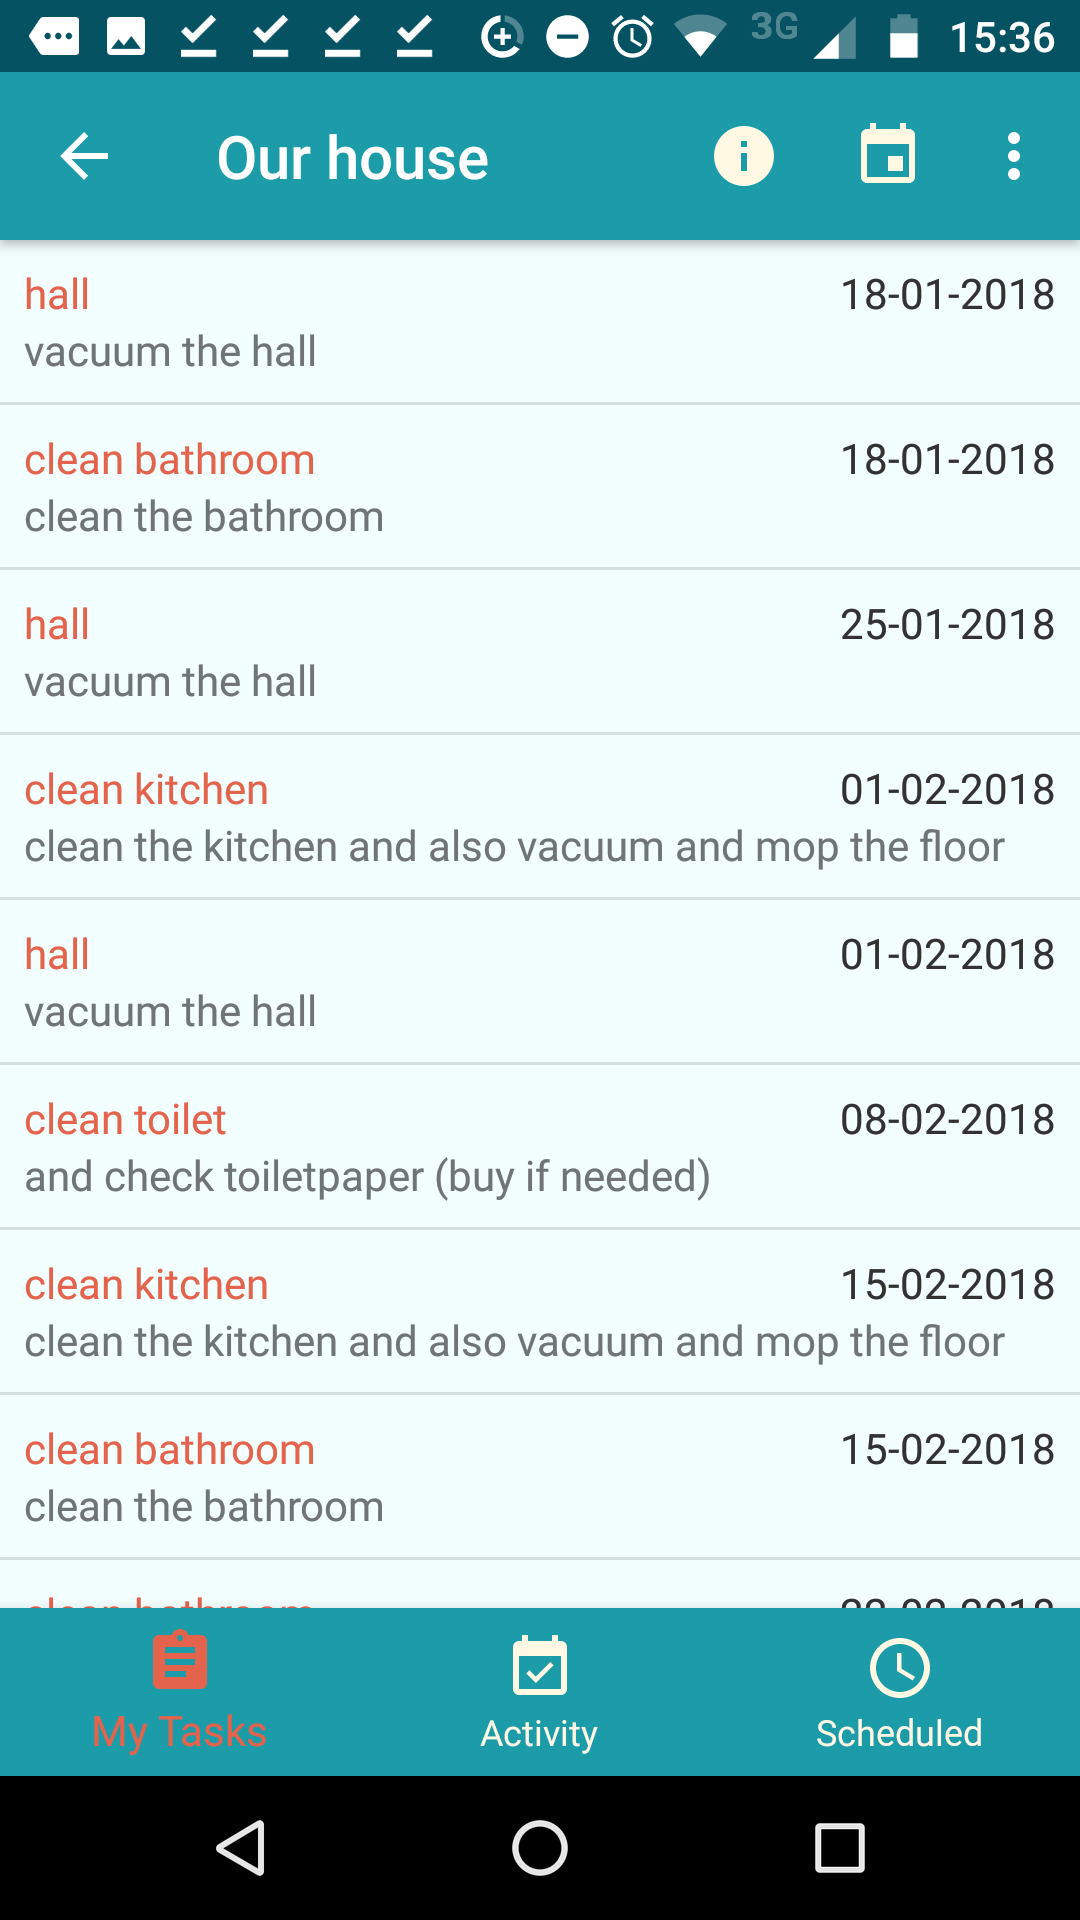 3G 15:36
Our house
hall 18-01-2018
vacuum the hall
clean bathroom 18-01-2018
clean the bathroom
hall 25-01-2018
vacuum the hall
clean kitchen 01-02-2018
clean the kitchen and also vacuum and mop the floor
hall 01-02-2018
vacuum the hall
clean toilet 08-02-2018
and check toiletpaper (buy if needed)
clean kitchen 15-02-2018
clean the kitchen and also vacuum and mop the floor
clean bathroom 15-02-2018
clean the bathroom
clean bathroom
My Tasks Activity Scheduled